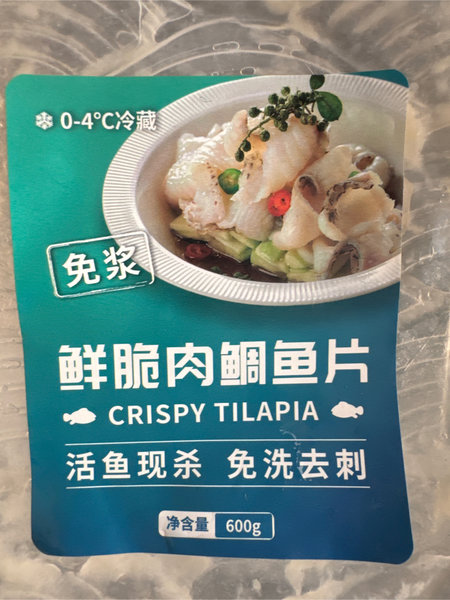 0-4°C冷藏
免浆
鲜脆肉鲷鱼片
CRISPY TILAPIA
活鱼现杀 免洗去刺
净含量 600g